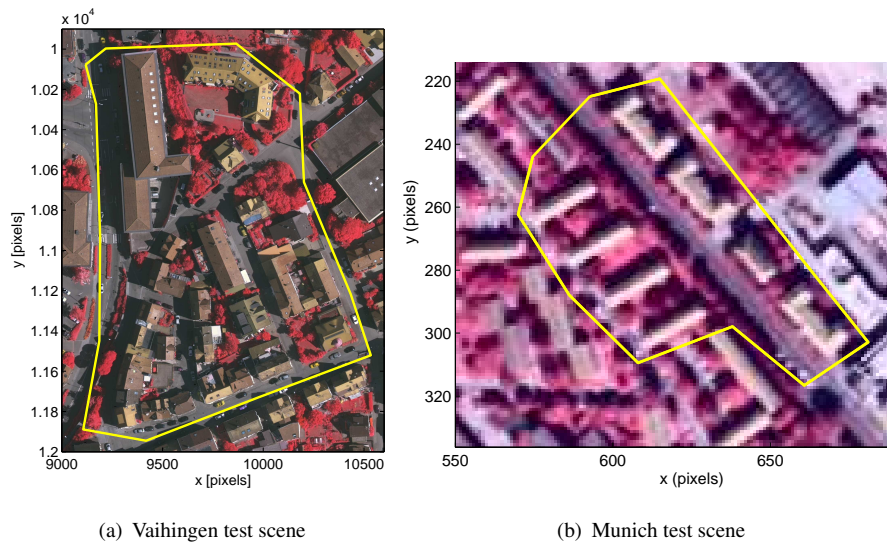 x 10⁴
1
1.02
1.04
1.06
1.08
1.1
1.12
1.14
1.16
1.18
1.2
y [pixels]
9000 9500 10000 10500
x [pixels]
220
240
260
280
300
320
y (pixels)
550 600 650
x (pixels)
(a) Vaihingen test scene (b) Munich test scene